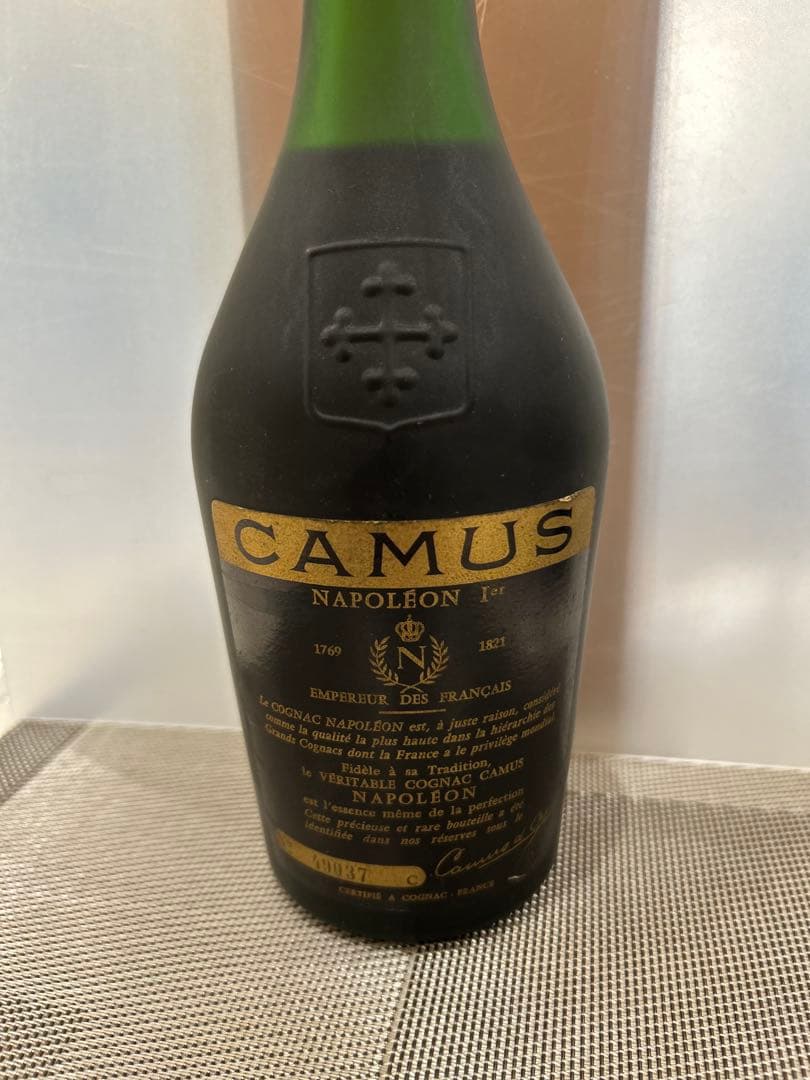 CAMUS
NAPOLÉON Ier
1769 N 1821
EMPEREUR DES FRANÇAIS
Le COGNAC NAPOLÉON est, à juste raison, considéré
comme la qualité la plus haute dans la hiérarchie des
Grands Cognacs dont la France a le privilège mondial.
Fidèle à sa Tradition,
le VÉRITABLE COGNAC CAMUS
NAPOLÉON
est l'essence même de la perfection
Cette précieuse et rare bouteille a été
identifiée dans nos réserves sous le
49037 C Camus
CERTIFIÉ A COGNAC - FRANCE